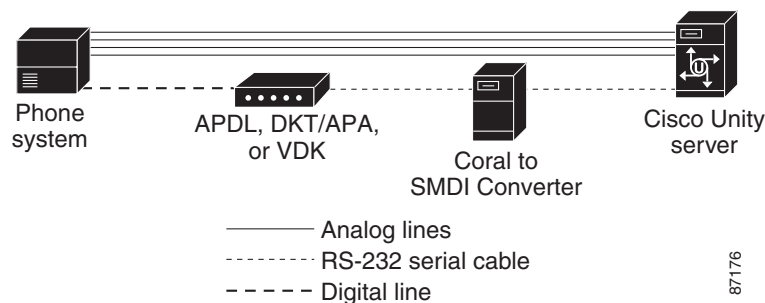 Phone
system
APDL, DKT/APA,
or VDK
Coral to
SMDI Converter
U
Cisco Unity
server
Analog lines
RS-232 serial cable
Digital line
87176